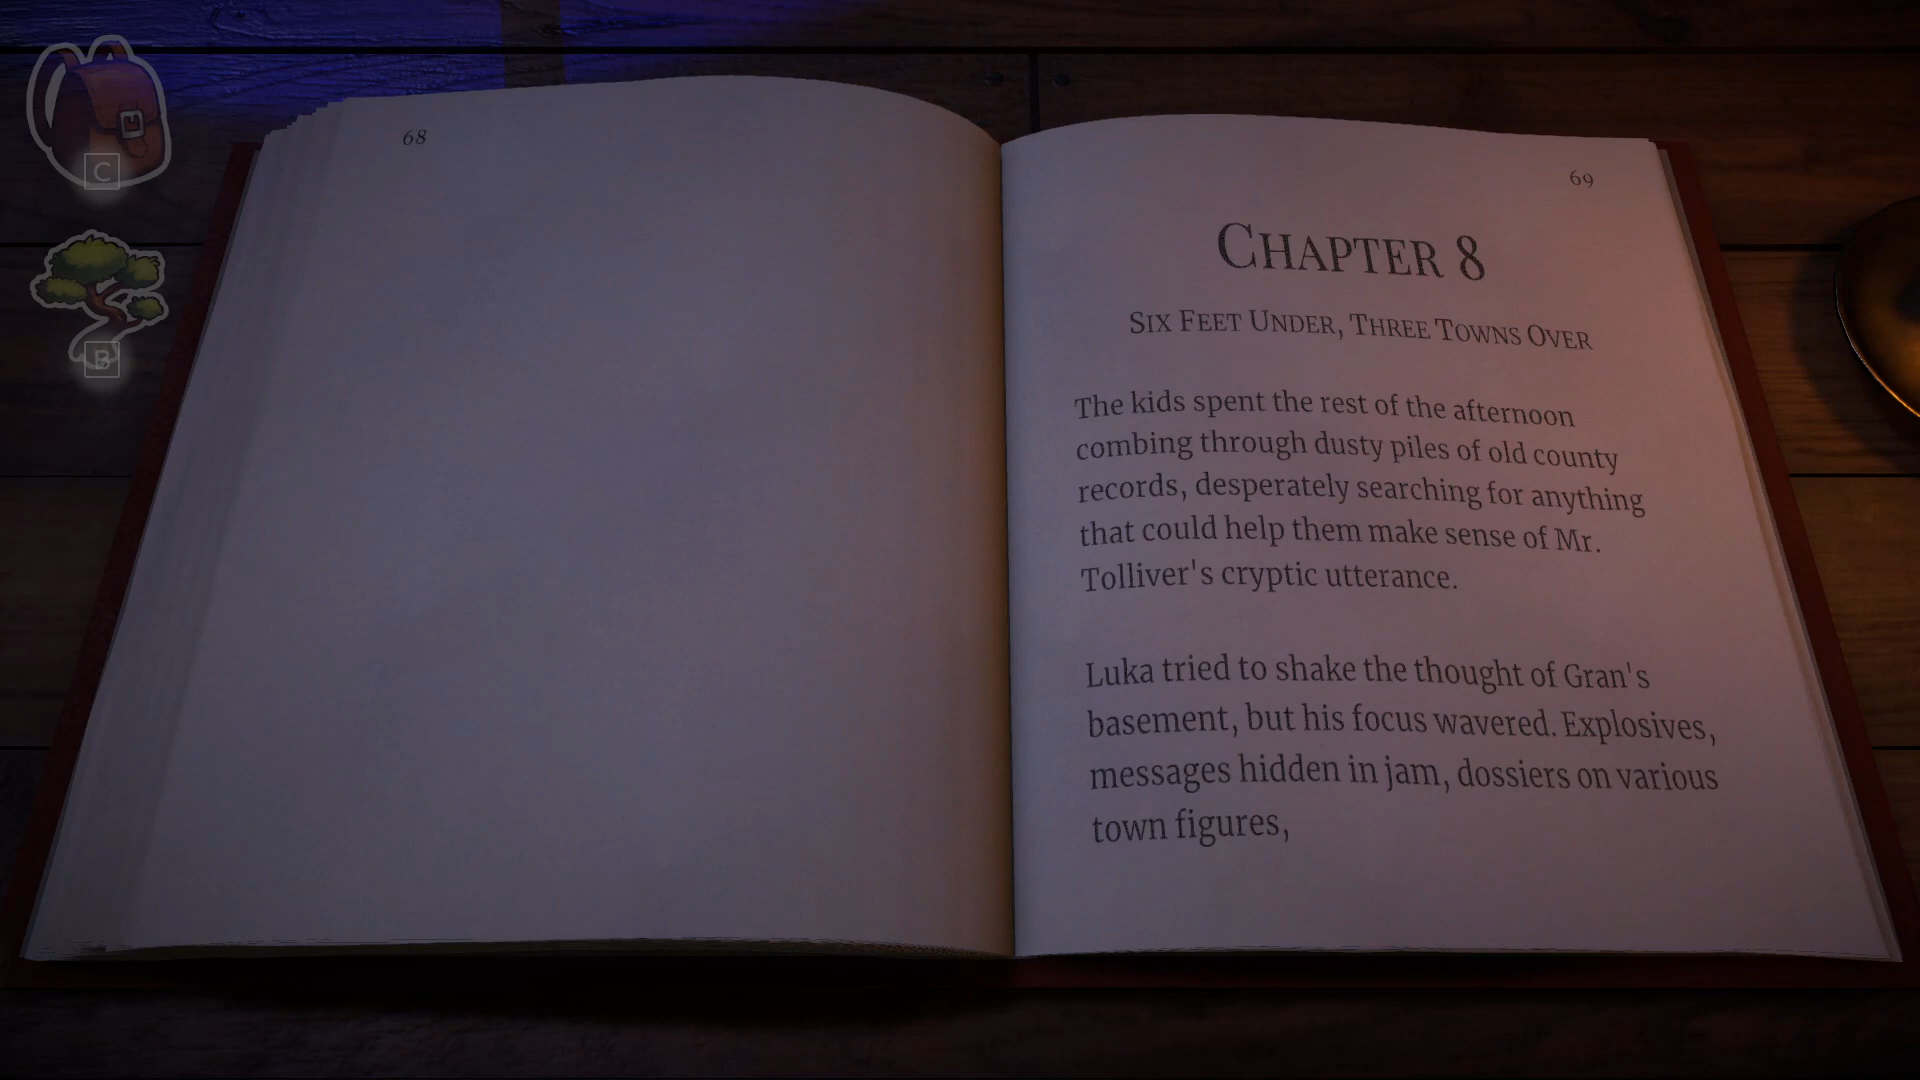 C
B
68
69
Chapter 8
Six Feet Under, Three Towns Over
The kids spent the rest of the afternoon
combing through dusty piles of old county
records, desperately searching for anything
that could help them make sense of Mr.
Tolliver's cryptic utterance.
Luka tried to shake the thought of Gran's
basement, but his focus wavered. Explosives,
messages hidden in jam, dossiers on various
town figures,